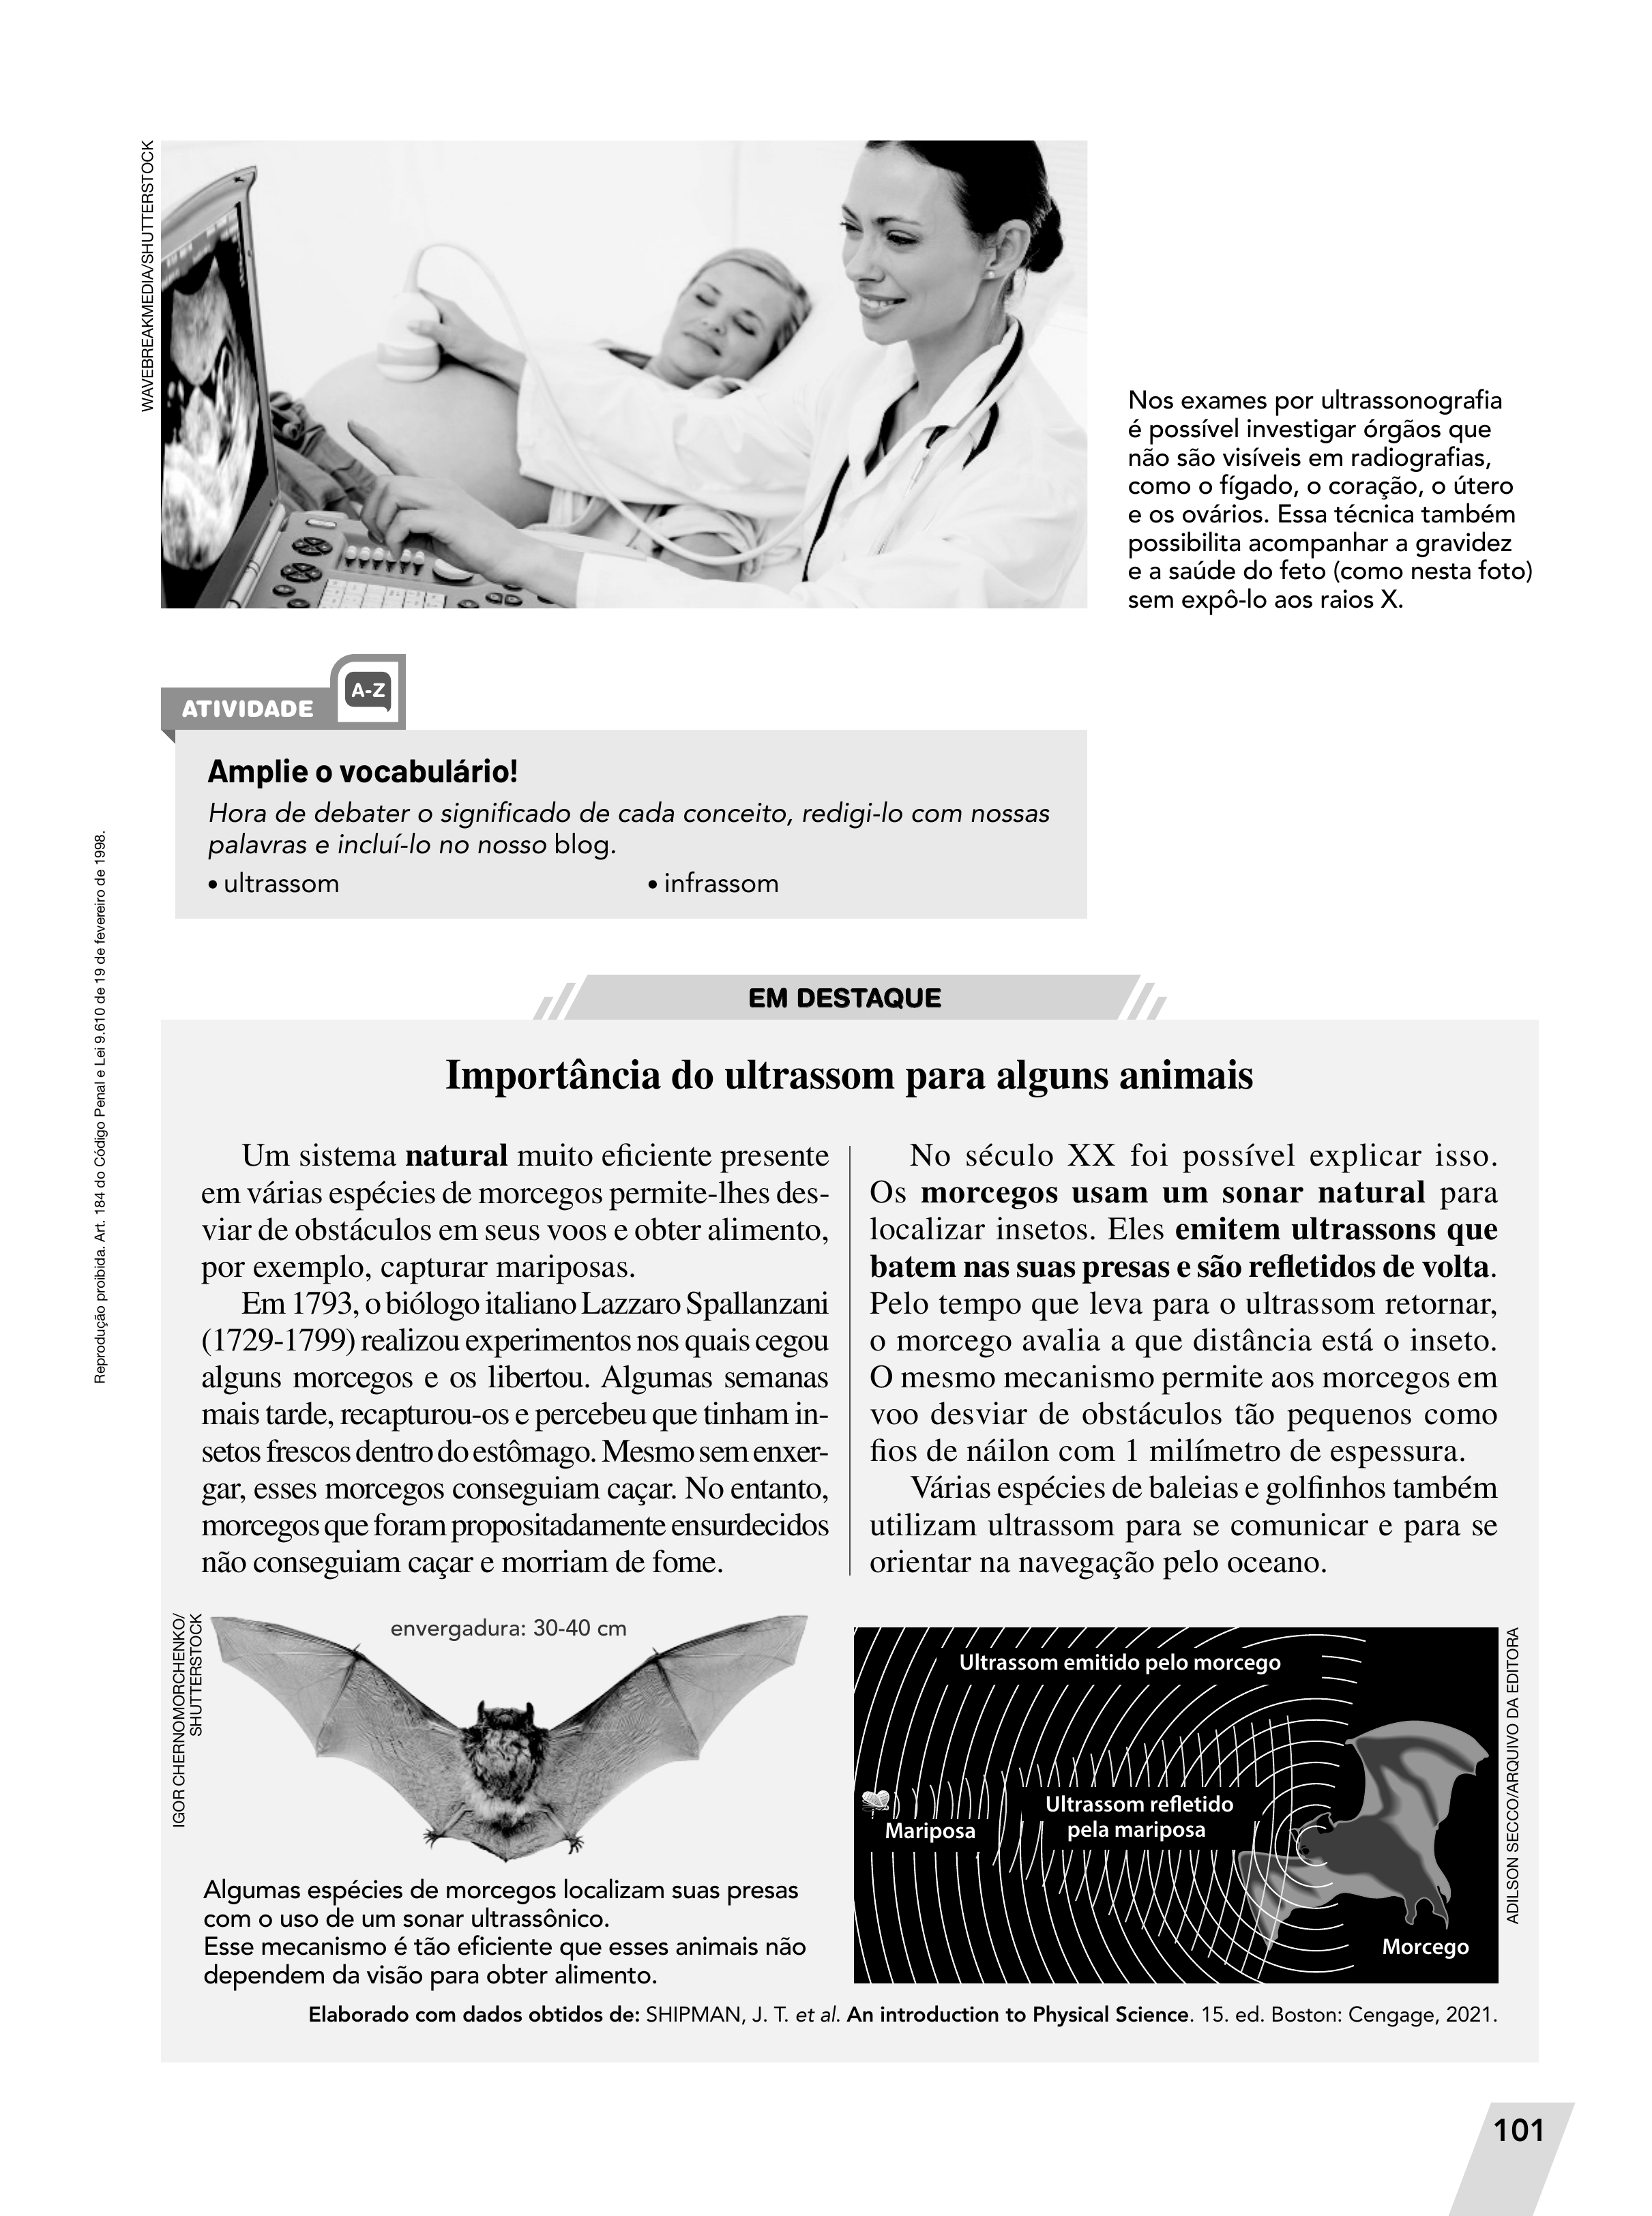 WAVEBREAKMEDIA/SHUTTERSTOCK
Nos exames por ultrassonografia
é possível investigar órgãos que
não são visíveis em radiografias,
como o fígado, o coração, o útero
e os ovários. Essa técnica também
possibilita acompanhar a gravidez
e a saúde do feto (como nesta foto)
sem expô-lo aos raios X.
ATIVIDADE
A-Z
Amplie o vocabulário!
Hora de debater o significado de cada conceito, redigi-lo com nossas
palavras e incluí-lo no nosso blog.
• ultrassom
• infrassom
Reprodução proibida. Art. 184 do Código Penal e Lei 9.610 de 19 de fevereiro de 1998.
EM DESTAQUE
Importância do ultrassom para alguns animais
Um sistema natural muito eficiente presente
em várias espécies de morcegos permite-lhes des-
viar de obstáculos em seus voos e obter alimento,
por exemplo, capturar mariposas.
Em 1793, o biólogo italiano Lazzaro Spallanzani
(1729-1799) realizou experimentos nos quais cegou
alguns morcegos e os libertou. Algumas semanas
mais tarde, recapturou-os e percebeu que tinham in-
setos frescos dentro do estômago. Mesmo sem enxer-
gar, esses morcegos conseguiam caçar. No entanto,
morcegos que foram propositadamente ensurdecidos
não conseguiam caçar e morriam de fome.
No século XX foi possível explicar isso.
Os morcegos usam um sonar natural para
localizar insetos. Eles emitem ultrassons que
batem nas suas presas e são refletidos de volta.
Pelo tempo que leva para o ultrassom retornar,
o morcego avalia a que distância está o inseto.
O mesmo mecanismo permite aos morcegos em
voo desviar de obstáculos tão pequenos como
fios de náilon com 1 milímetro de espessura.
Várias espécies de baleias e golfinhos também
utilizam ultrassom para se comunicar e para se
orientar na navegação pelo oceano.
IGOR CHERNOMORCHENKO/
SHUTTERSTOCK
envergadura: 30-40 cm
Algumas espécies de morcegos localizam suas presas
com o uso de um sonar ultrassônico.
Esse mecanismo é tão eficiente que esses animais não
dependem da visão para obter alimento.
Ultrassom emitido pelo morcego
Ultrassom refletido
pela mariposa
Mariposa
Morcego
ADILSON SECCO/ARQUIVO DA EDITORA
Elaborado com dados obtidos de: SHIPMAN, J. T. et al. An introduction to Physical Science. 15. ed. Boston: Cengage, 2021.
101